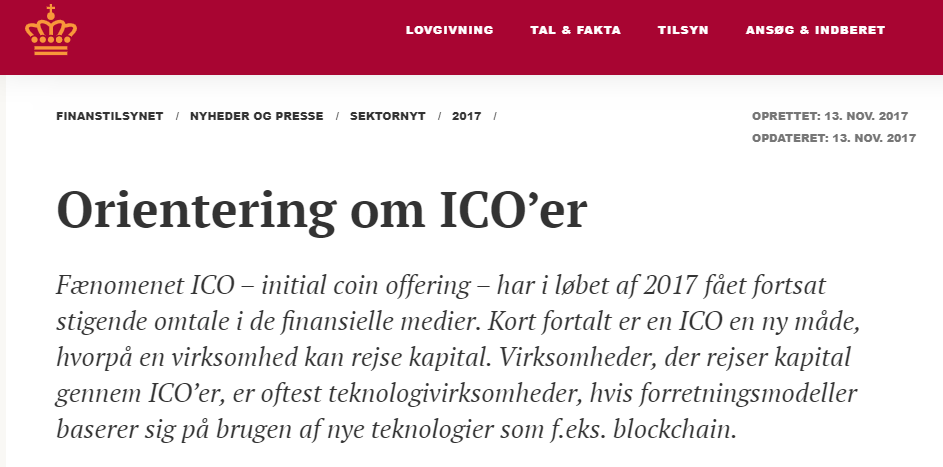 LOVGIVNING TAL & FAKTA TILSYN ANSØG & INDBERET
FINANSTILSYNET / NYHEDER OG PRESSE / SEKTORNYT / 2017 /
OPRETTET: 13. NOV. 2017
OPDATERET: 13. NOV. 2017
Orientering om ICO’er
Fænomenet ICO – initial coin offering – har i løbet af 2017 fået fortsat
stigende omtale i de finansielle medier. Kort fortalt er en ICO en ny måde,
hvorpå en virksomhed kan rejse kapital. Virksomheder, der rejser kapital
gennem ICO’er, er oftest teknologivirksomheder, hvis forretningsmodeller
baserer sig på brugen af nye teknologier som f.eks. blockchain.